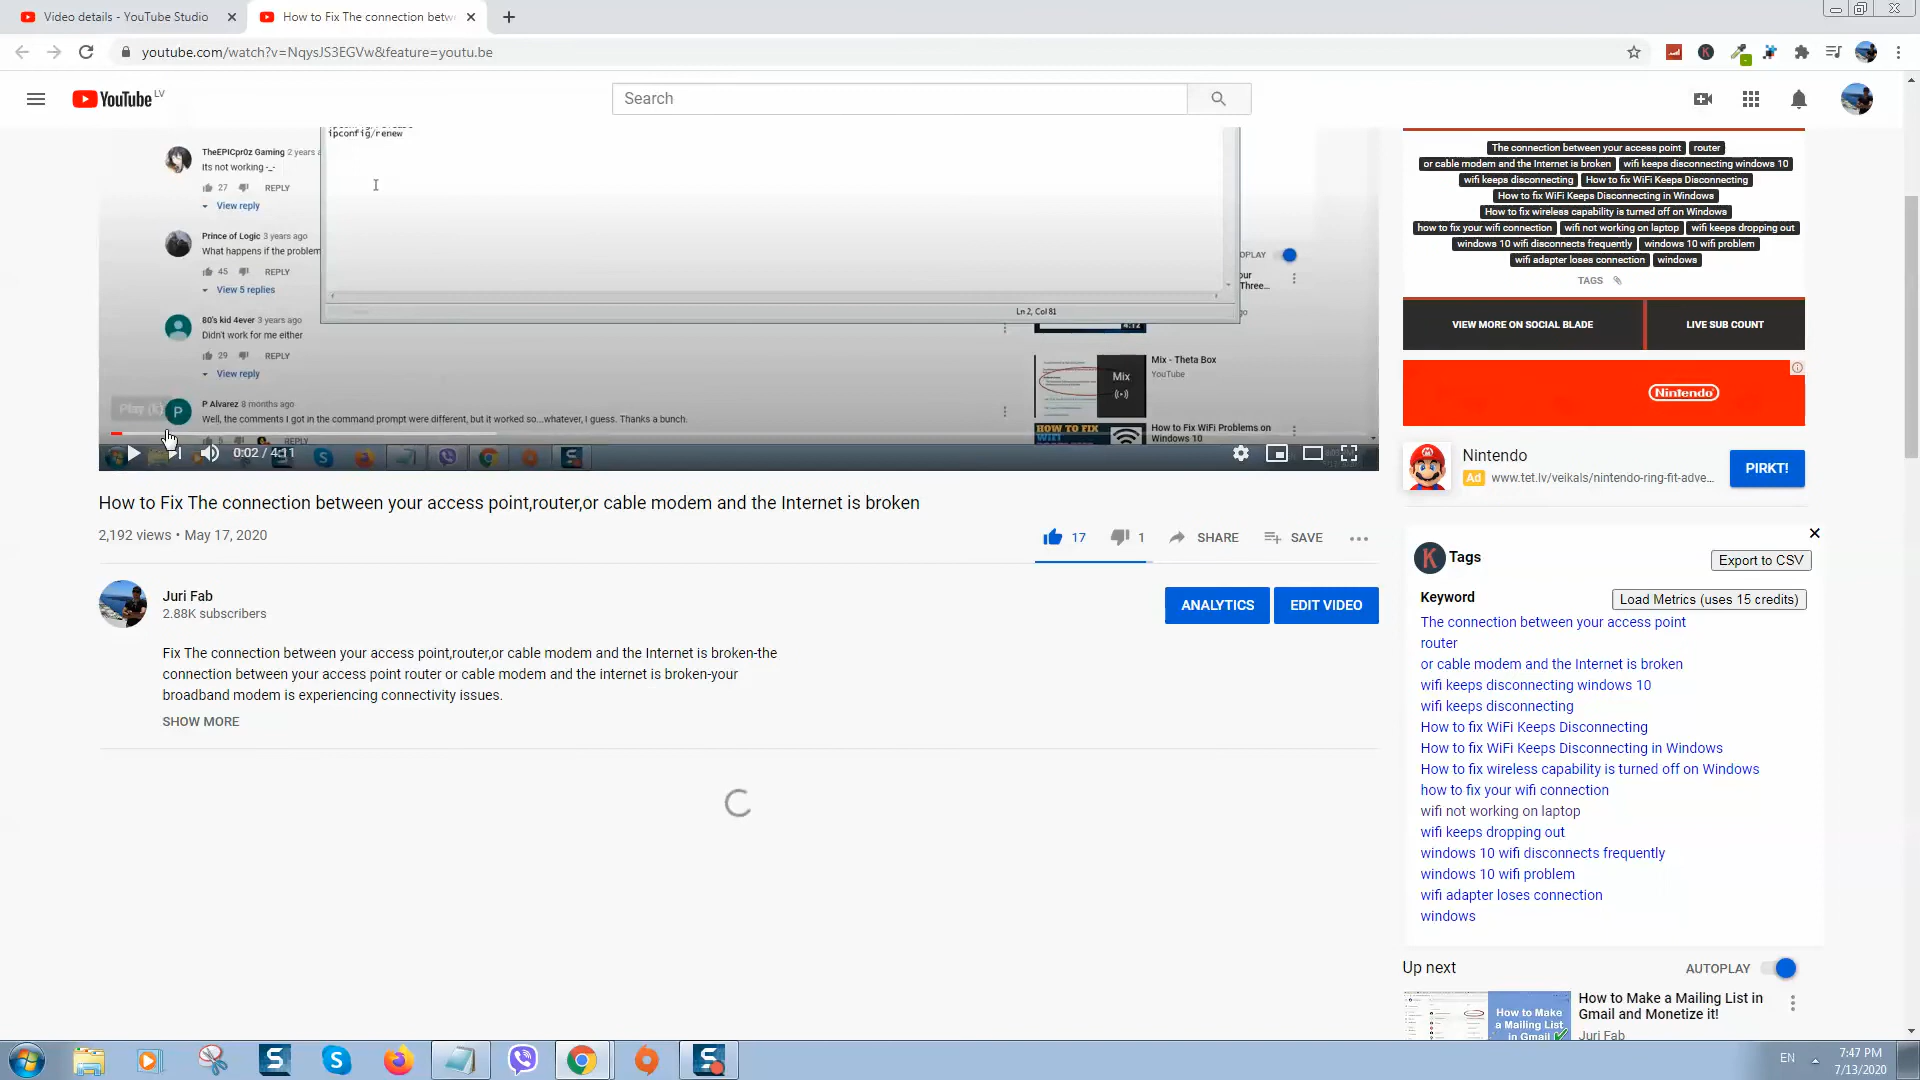 Video details - YouTube Studio
How to Fix The connection betw
youtube.com/watch?v=NqysJS3EGVw&feature=youtu.be
YouTube LV
Search
ipconfig/renew
TheEPICpr0z Gaming 2 years a
Its not working -_-
27 REPLY
View reply
Prince of Logic 3 years ago
What happens if the problem
45 REPLY
View 5 replies
80's kid 4ever 3 years ago
Didn't work for me either
29 REPLY
View reply
P Alvarez 8 months ago
Well, the comments I got in the command prompt were different, but it worked so...whatever, I guess. Thanks a bunch.
REPLY
Play (k)
P
Ln 2, Col 81
Three...
4:12
Mix
Mix - Theta Box
YouTube
HOW TO FIX
How to Fix WiFi Problems on
Windows 10
0:02 / 4:11
How to Fix The connection between your access point,router,or cable modem and the Internet is broken
2,192 views • May 17, 2020
17 1 SHARE SAVE
Juri Fab
2.88K subscribers
ANALYTICS
EDIT VIDEO
Fix The connection between your access point,router,or cable modem and the Internet is broken-the
connection between your access point router or cable modem and the internet is broken-your
broadband modem is experiencing connectivity issues.
SHOW MORE
The connection between your access point router
or cable modem and the Internet is broken wifi keeps disconnecting windows 10
wifi keeps disconnecting How to fix WiFi Keeps Disconnecting
How to fix WiFi Keeps Disconnecting in Windows
How to fix wireless capability is turned off on Windows
how to fix your wifi connection wifi not working on laptop wifi keeps dropping out
windows 10 wifi disconnects frequently windows 10 wifi problem
wifi adapter loses connection windows
TAGS
VIEW MORE ON SOCIAL BLADE
LIVE SUB COUNT
Nintendo
Nintendo
Ad www.tet.lv/veikals/nintendo-ring-fit-adve...
PIRKT!
K Tags
Export to CSV
Keyword
Load Metrics (uses 15 credits)
The connection between your access point
router
or cable modem and the Internet is broken
wifi keeps disconnecting windows 10
wifi keeps disconnecting
How to fix WiFi Keeps Disconnecting
How to fix WiFi Keeps Disconnecting in Windows
How to fix wireless capability is turned off on Windows
how to fix your wifi connection
wifi not working on laptop
wifi keeps dropping out
windows 10 wifi disconnects frequently
windows 10 wifi problem
wifi adapter loses connection
windows
Up next
AUTOPLAY
How to Make
a Mailing List
in Gmail
How to Make a Mailing List in
Gmail and Monetize it!
Juri Fab
EN
7:47 PM
7/13/2020